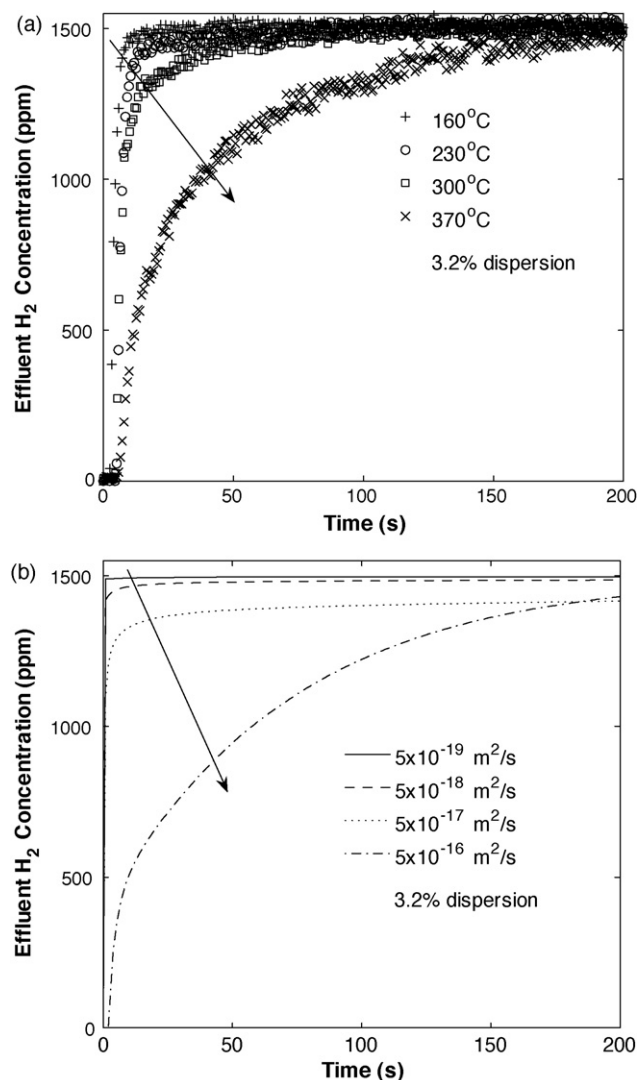 (a)
1500
1000
500
0
Effluent H₂ Concentration (ppm)
+ 160°C
○ 230°C
□ 300°C
× 370°C
3.2% dispersion
0 50 100 150 200
Time (s)
(b)
1500
1000
500
0
Effluent H₂ Concentration (ppm)
5x10⁻¹⁹ m²/s
5x10⁻¹⁸ m²/s
5x10⁻¹⁷ m²/s
5x10⁻¹⁶ m²/s
3.2% dispersion
0 50 100 150 200
Time (s)